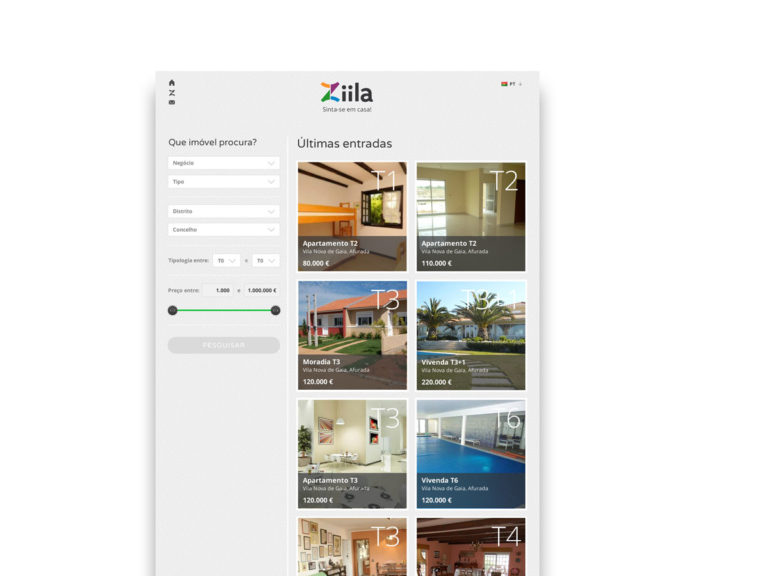 Ziila
Sinta-se em casa!
PT
Que imóvel procura?
Negócio
Tipo
Distrito
Concelho
Tipologia entre: T0 e T0
Preço entre: 1.000 e 1.000.000 €
PESQUISAR
Últimas entradas
T1
Apartamento T2
Vila Nova de Gaia, Afurada
80.000 €
T2
Apartamento T2
Vila Nova de Gaia, Afurada
110.000 €
T3
Moradia T3
Vila Nova de Gaia, Afurada
120.000 €
T3+1
Vivenda T3+1
Vila Nova de Gaia, Afurada
220.000 €
T3
Apartamento T3
Vila Nova de Gaia, Afurada
120.000 €
T6
Vivenda T6
Vila Nova de Gaia, Afurada
120.000 €
T3
T4